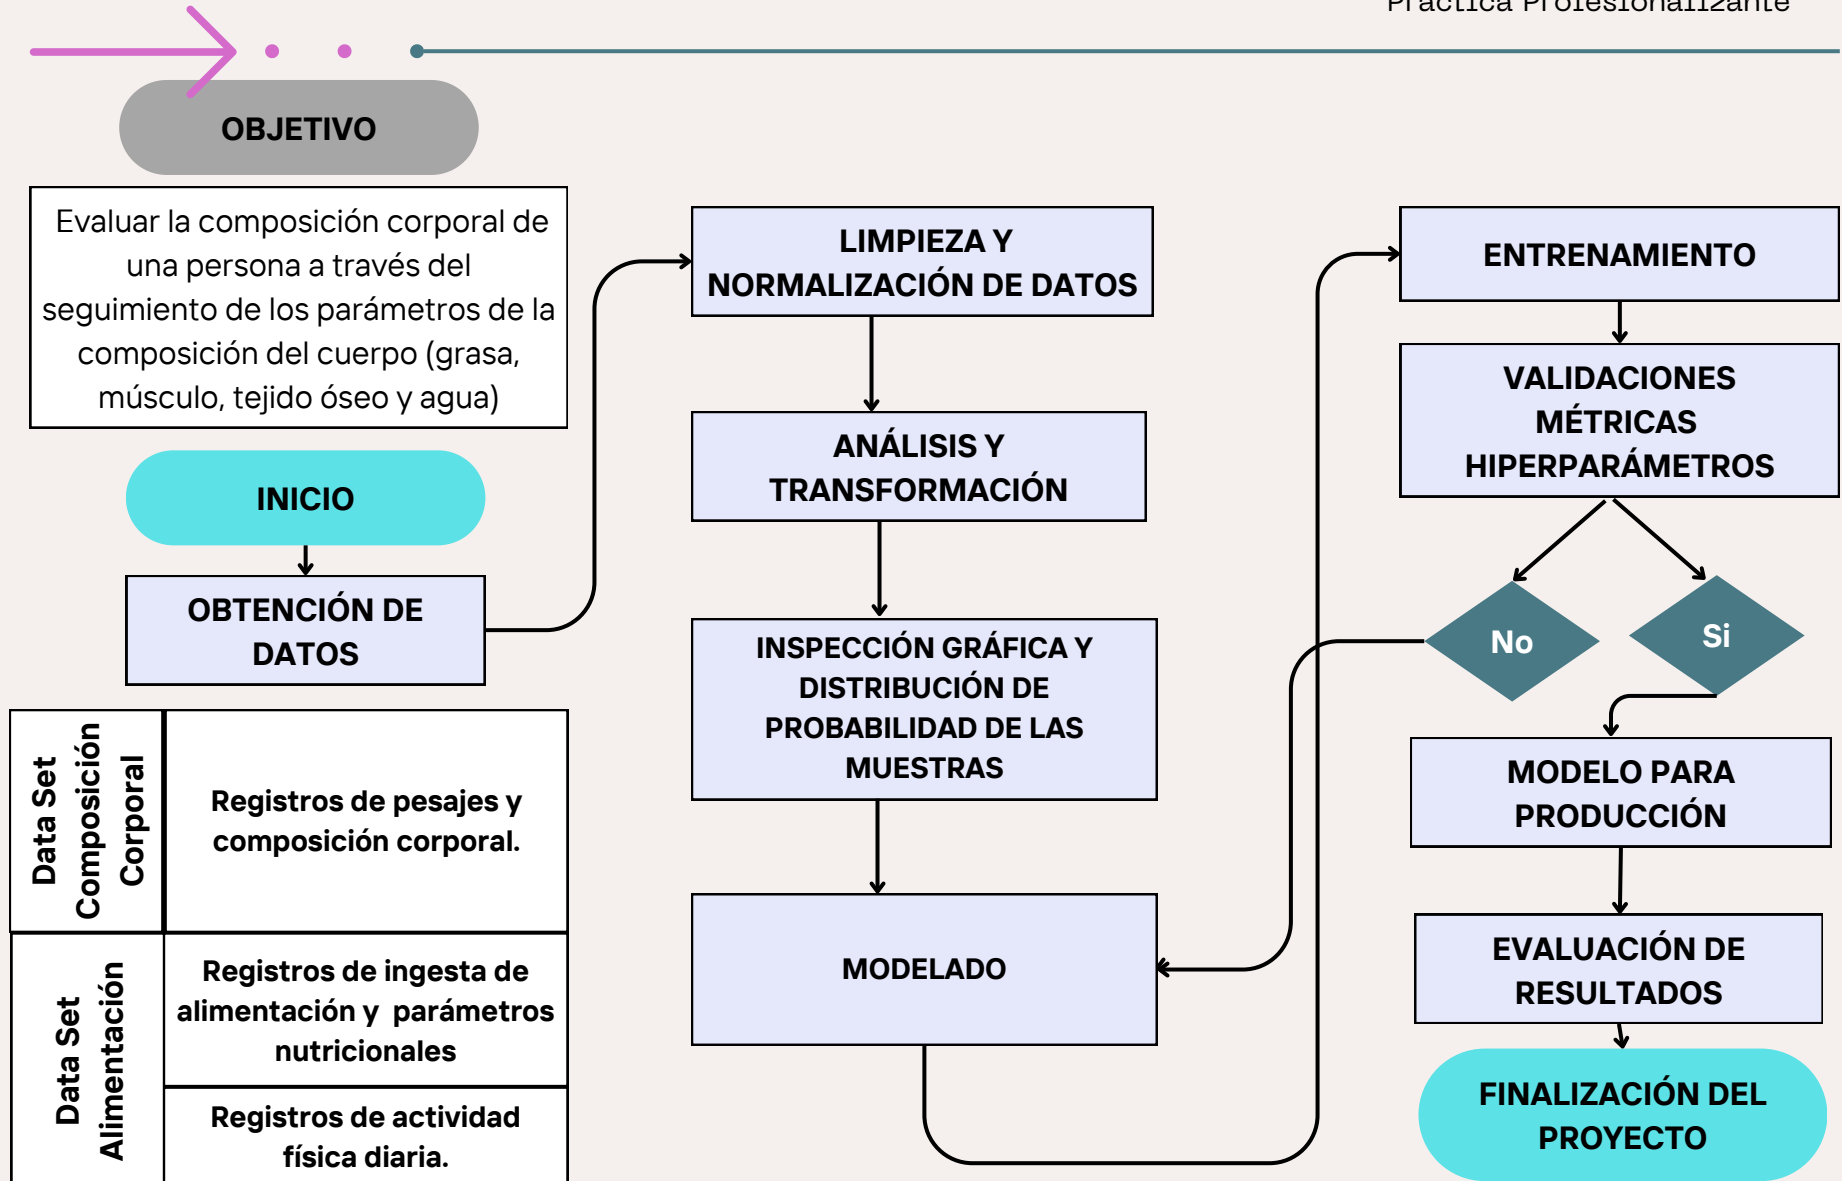 Práctica Profesionalizante
OBJETIVO
Evaluar la composición corporal de
una persona a través del
seguimiento de los parámetros de la
composición del cuerpo (grasa,
músculo, tejido óseo y agua)
INICIO
OBTENCIÓN DE
DATOS
Data Set
Composición
Corporal
Registros de pesajes y
composición corporal.
Data Set
Alimentación
Registros de ingesta de
alimentación y parámetros
nutricionales
Registros de actividad
física diaria.
LIMPIEZA Y
NORMALIZACIÓN DE DATOS
ANÁLISIS Y
TRANSFORMACIÓN
INSPECCIÓN GRÁFICA Y
DISTRIBUCIÓN DE
PROBABILIDAD DE LAS
MUESTRAS
MODELADO
ENTRENAMIENTO
VALIDACIONES
MÉTRICAS
HIPERPARÁMETROS
No
Si
MODELO PARA
PRODUCCIÓN
EVALUACIÓN DE
RESULTADOS
FINALIZACIÓN DEL
PROYECTO